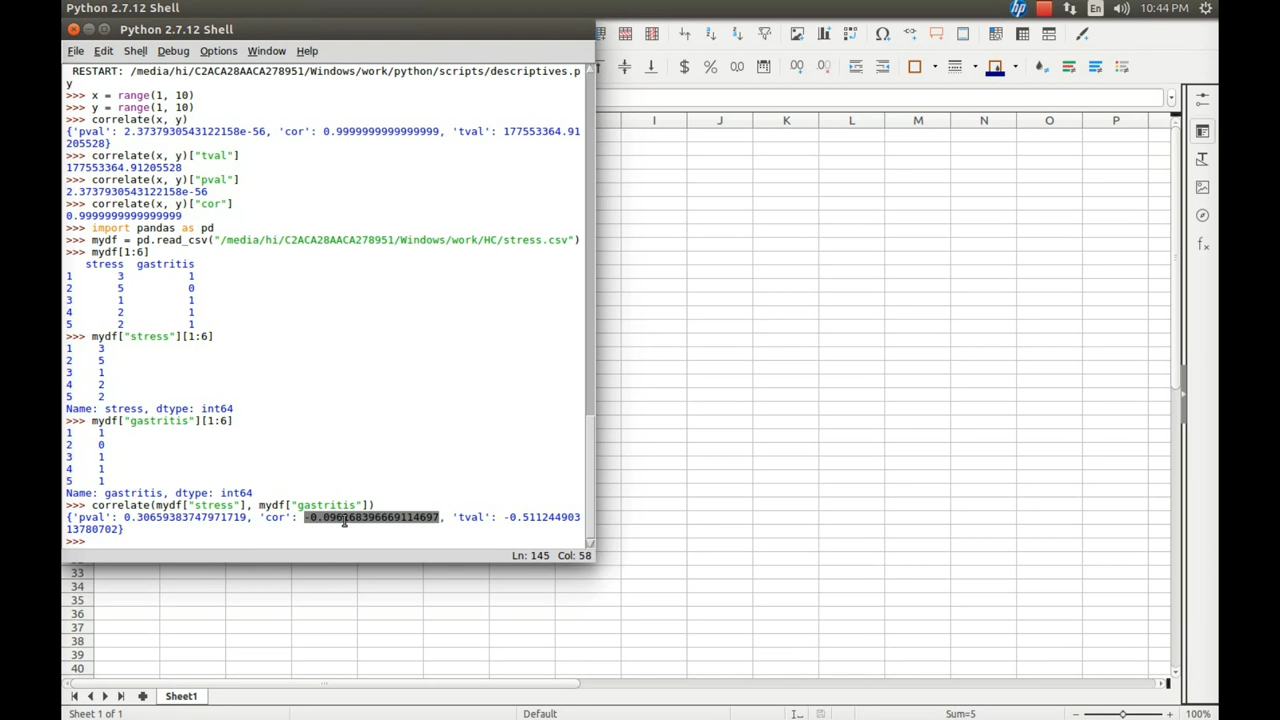 Python 2.7.12 Shell
En
10:44 PM
Python 2.7.12 Shell
File Edit Shell Debug Options Window Help
RESTART: /media/hi/C2ACA28AACA278951/Windows/work/python/scripts/descriptives.p
y
>>> x = range(1, 10)
>>> y = range(1, 10)
>>> correlate(x, y)
{'pval': 2.3737930543122158e-56, 'cor': 0.9999999999999999, 'tval': 177553364.91
205528}
>>> correlate(x, y)["tval"]
177553364.91205528
>>> correlate(x, y)["pval"]
2.3737930543122158e-56
>>> correlate(x, y)["cor"]
0.9999999999999999
>>> import pandas as pd
>>> mydf = pd.read_csv("/media/hi/C2ACA28AACA278951/Windows/work/HC/stress.csv")
>>> mydf[1:6]
stress gastritis
1 3 1
2 5 0
3 1 1
4 2 1
5 2 1
>>> mydf["stress"][1:6]
1 3
2 5
3 1
4 2
5 2
Name: stress, dtype: int64
>>> mydf["gastritis"][1:6]
1 1
2 0
3 1
4 1
5 1
Name: gastritis, dtype: int64
>>> correlate(mydf["stress"], mydf["gastritis"])
{'pval': 0.30659383747971719, 'cor': 'tval': -0.511244903
13780702}
>>>
Ln: 145 Col: 58
I J K L M N O P
33
34
35
36
37
38
39
40
Sheet1
Sheet 1 of 1 Default Sum=5 100%